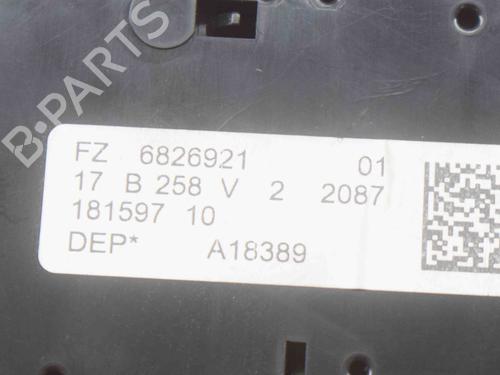 B-PARTS
FZ 6826921 01
17 B 258 V 2 2087
181597 10
DEP* A18389